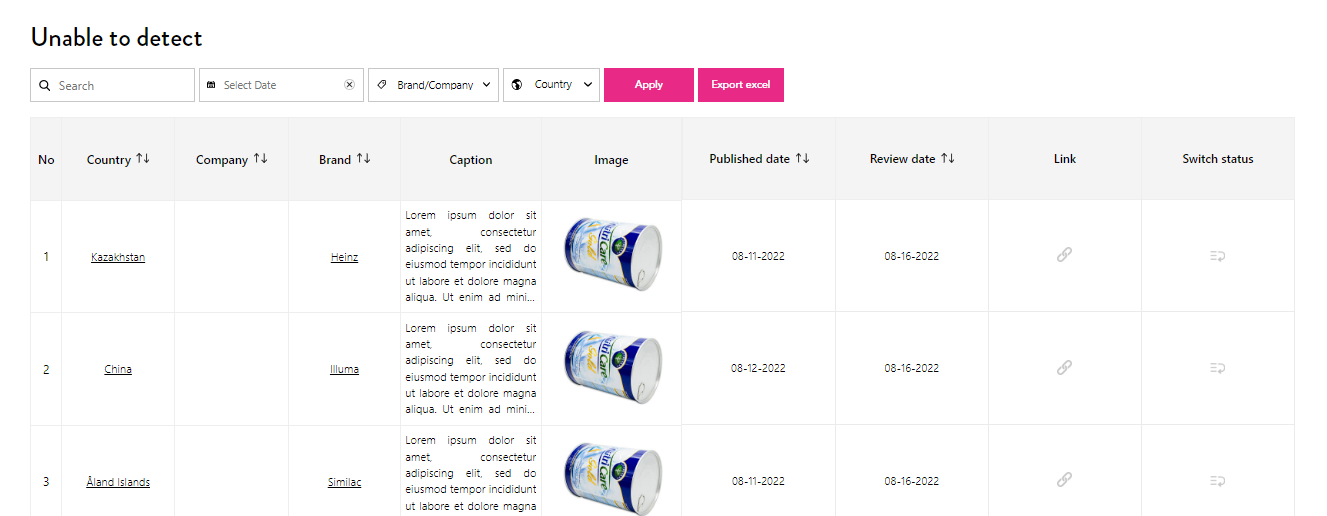 Unable to detect
Search
Select Date
Brand/Company
Country
Apply
Export excel
No
Country
Company
Brand
Caption
Image
Published date
Review date
Link
Switch status
1
Kazakhstan
Heinz
Lorem ipsum dolor sit
amet, consectetur
adipiscing elit, sed do
eiusmod tempor incididunt
ut labore et dolore magna
aliqua. Ut enim ad mini...
08-11-2022
08-16-2022
2
China
Illuma
Lorem ipsum dolor sit
amet, consectetur
adipiscing elit, sed do
eiusmod tempor incididunt
ut labore et dolore magna
aliqua. Ut enim ad mini...
08-12-2022
08-16-2022
3
Åland Islands
Similac
Lorem ipsum dolor sit
amet, consectetur
adipiscing elit, sed do
eiusmod tempor incididunt
ut labore et dolore magna
08-11-2022
08-16-2022